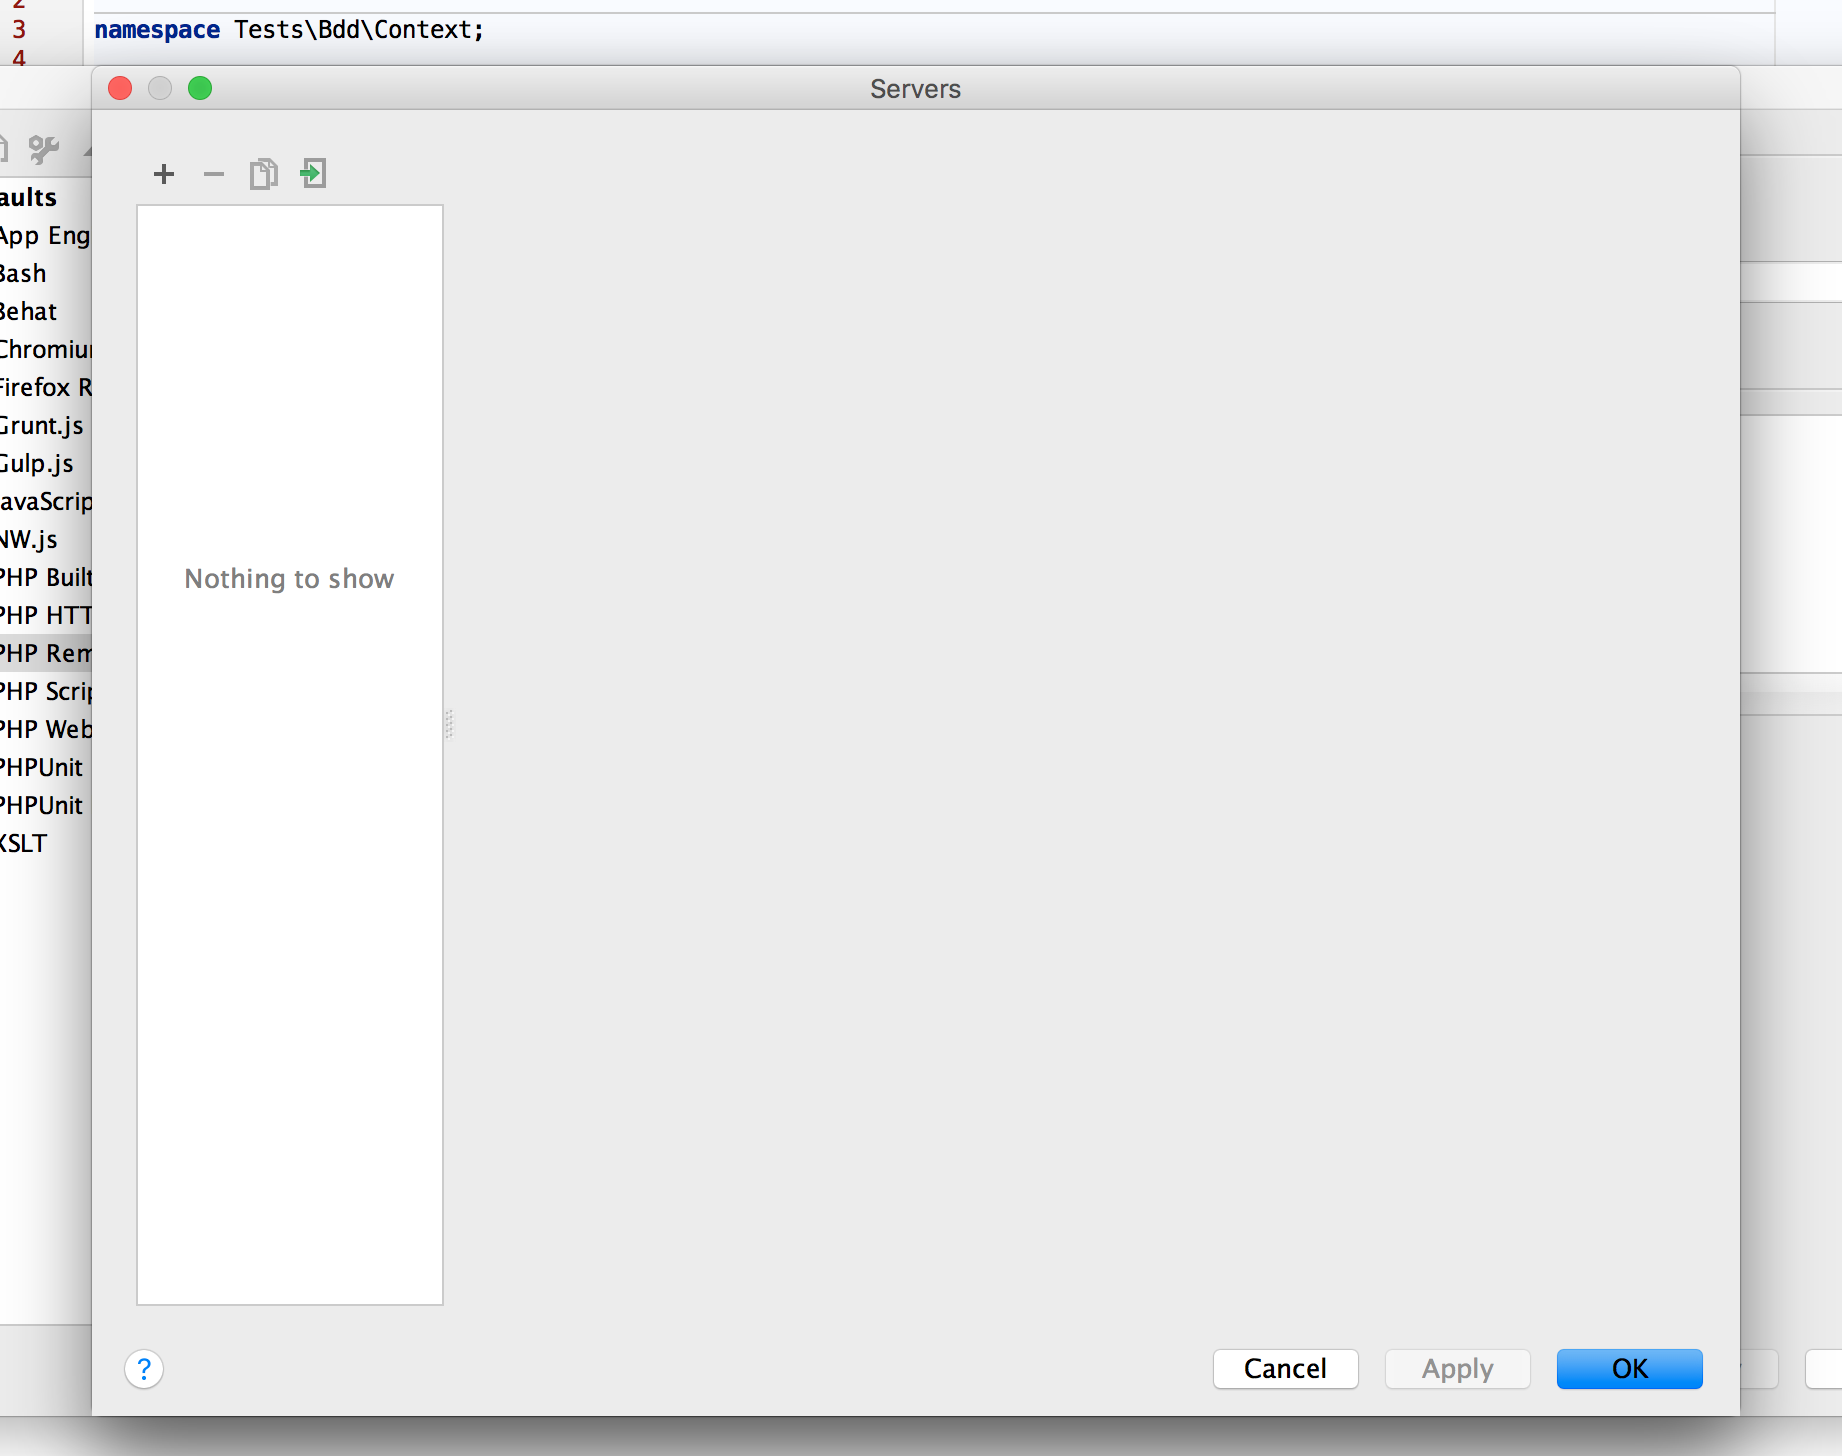 2
3 namespace Tests\Bdd\Context;
4
Servers
aults
App Eng
Bash
Behat
Chromiu
Firefox R
Grunt.js
Gulp.js
JavaScrip
NW.js
Nothing to show
PHP Built
PHP HTT
PHP Rem
PHP Scrip
PHP Web
PHPUnit
PHPUnit
XSLT
?
Cancel
Apply
OK